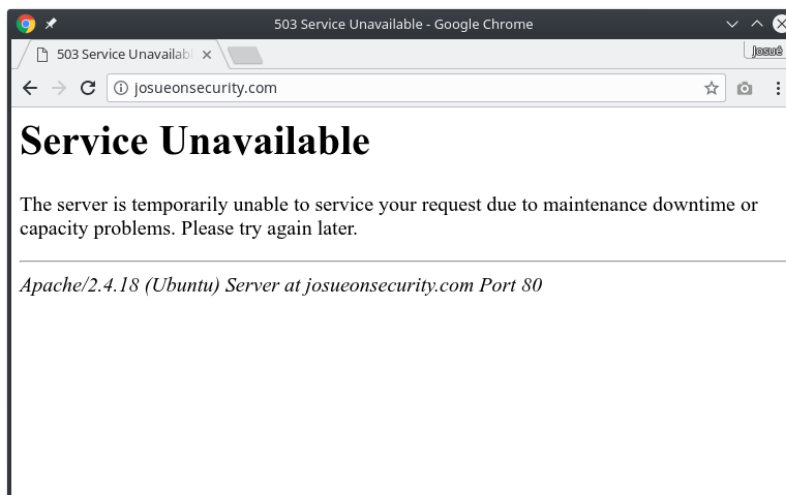 503 Service Unavailable - Google Chrome
503 Service Unavailab
Josué
josueonsecurity.com
Service Unavailable
The server is temporarily unable to service your request due to maintenance downtime or
capacity problems. Please try again later.
Apache/2.4.18 (Ubuntu) Server at josueonsecurity.com Port 80